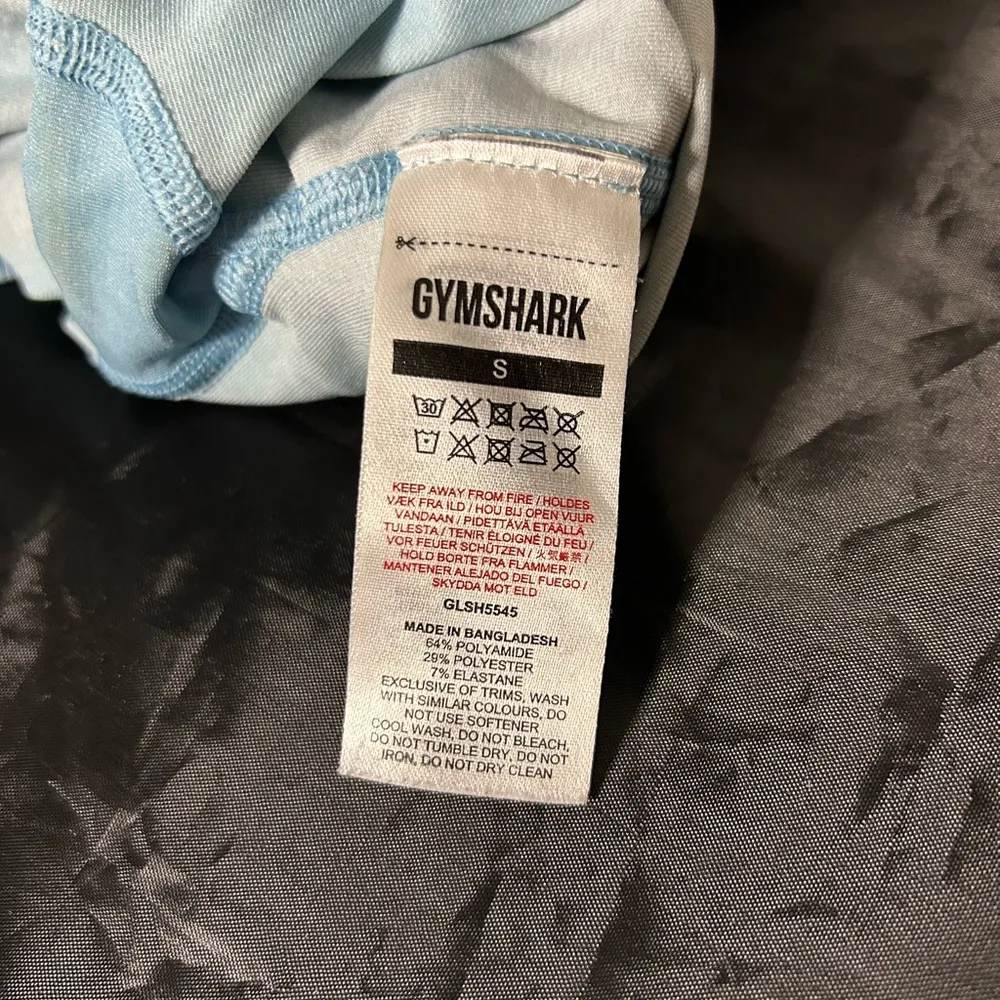 GYMSHARK
S
30
KEEP AWAY FROM FIRE / HOLDES
VÆK FRA ILD / HOU BIJ OPEN VUUR
VANDAAN / PIDETTÄVÄ ETÄÄLLÄ
TULESTA / TENIR ÉLOIGNÉ DU FEU /
VOR FEUER SCHÜTZEN / 火気厳禁 /
HOLD BORTE FRA FLAMMER /
MANTENER ALEJADO DEL FUEGO /
SKYDDA MOT ELD
GLSH5545
MADE IN BANGLADESH
64% POLYAMIDE
29% POLYESTER
7% ELASTANE
EXCLUSIVE OF TRIMS, WASH
WITH SIMILAR COLOURS, DO
NOT USE SOFTENER
COOL WASH, DO NOT BLEACH,
DO NOT TUMBLE DRY, DO NOT
IRON, DO NOT DRY CLEAN